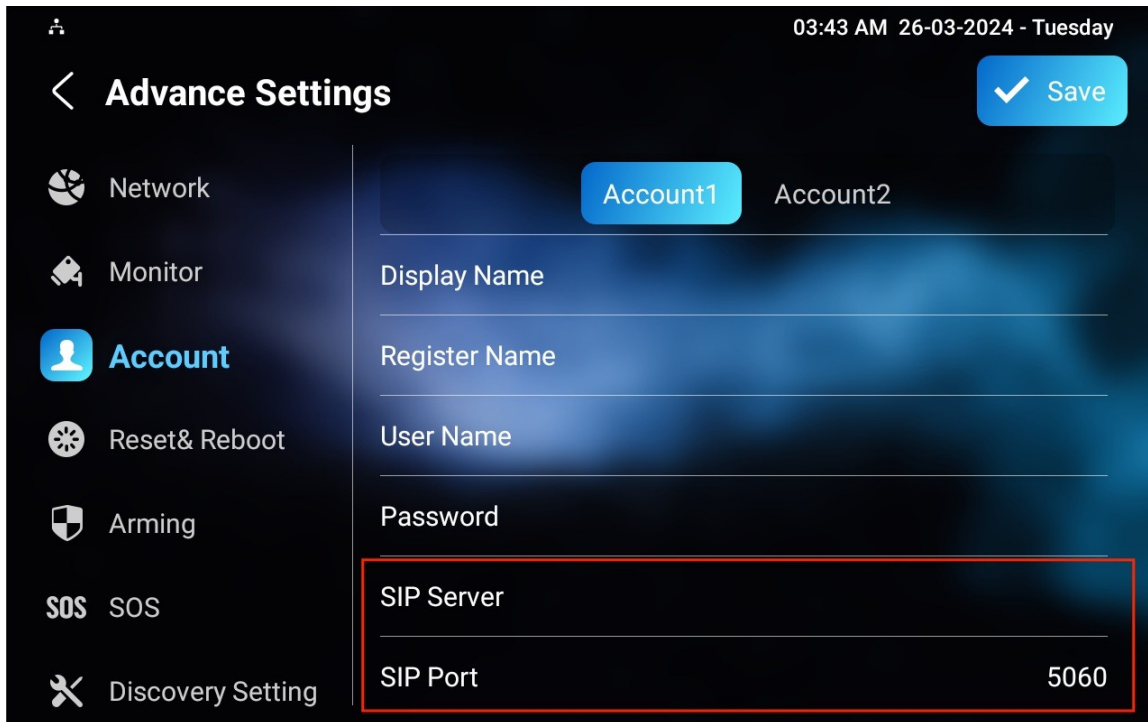 03:43 AM 26-03-2024 - Tuesday
Advance Settings
Save
Network
Monitor
Account
Reset& Reboot
Arming
SOS SOS
Discovery Setting
Account1 Account2
Display Name
Register Name
User Name
Password
SIP Server
SIP Port 5060